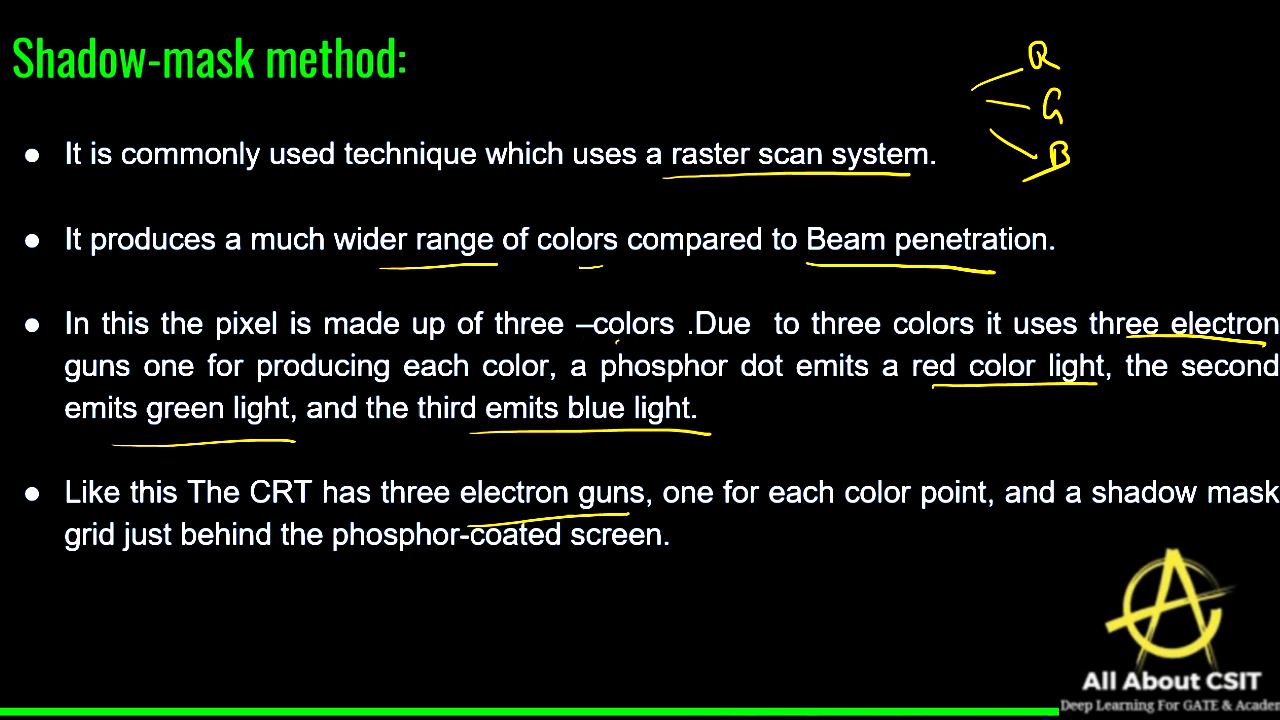 Shadow-mask method:
R
G
B
● It is commonly used technique which uses a raster scan system.
● It produces a much wider range of colors compared to Beam penetration.
● In this the pixel is made up of three –colors .Due to three colors it uses three electron
guns one for producing each color, a phosphor dot emits a red color light, the second
emits green light, and the third emits blue light.
● Like this The CRT has three electron guns, one for each color point, and a shadow mask
grid just behind the phosphor-coated screen.
All About CSIT
Deep Learning For GATE & Academ